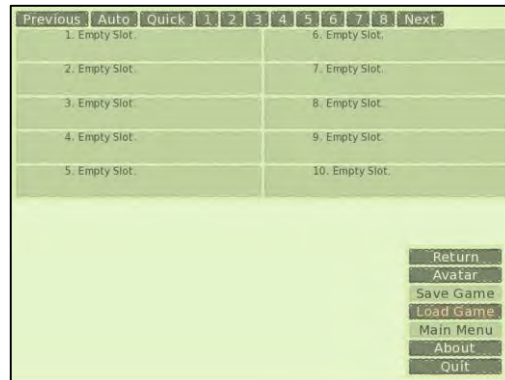 Previous Auto Quick 1 2 3 4 5 6 7 8 Next
1. Empty Slot. 6. Empty Slot.
2. Empty Slot. 7. Empty Slot.
3. Empty Slot. 8. Empty Slot.
4. Empty Slot. 9. Empty Slot.
5. Empty Slot. 10. Empty Slot.
Return
Avatar
Save Game
Load Game
Main Menu
About
Quit